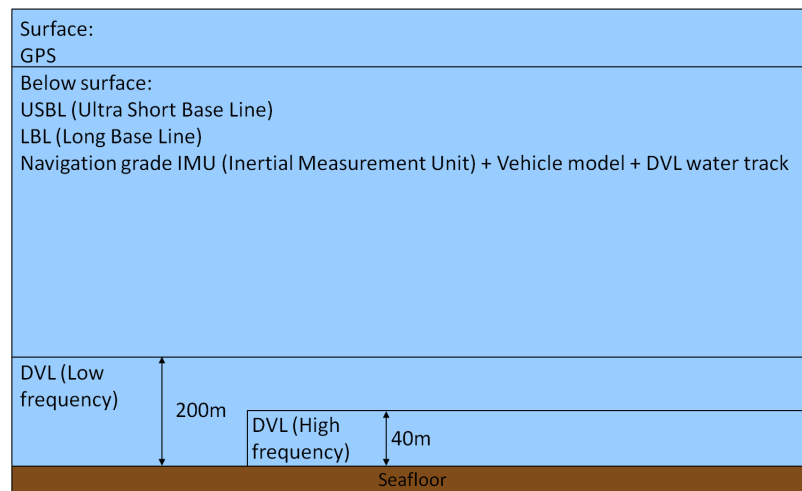 Surface:
GPS
Below surface:
USBL (Ultra Short Base Line)
LBL (Long Base Line)
Navigation grade IMU (Inertial Measurement Unit) + Vehicle model + DVL water track
DVL (Low
frequency)
200m
DVL (High
frequency)
40m
Seafloor